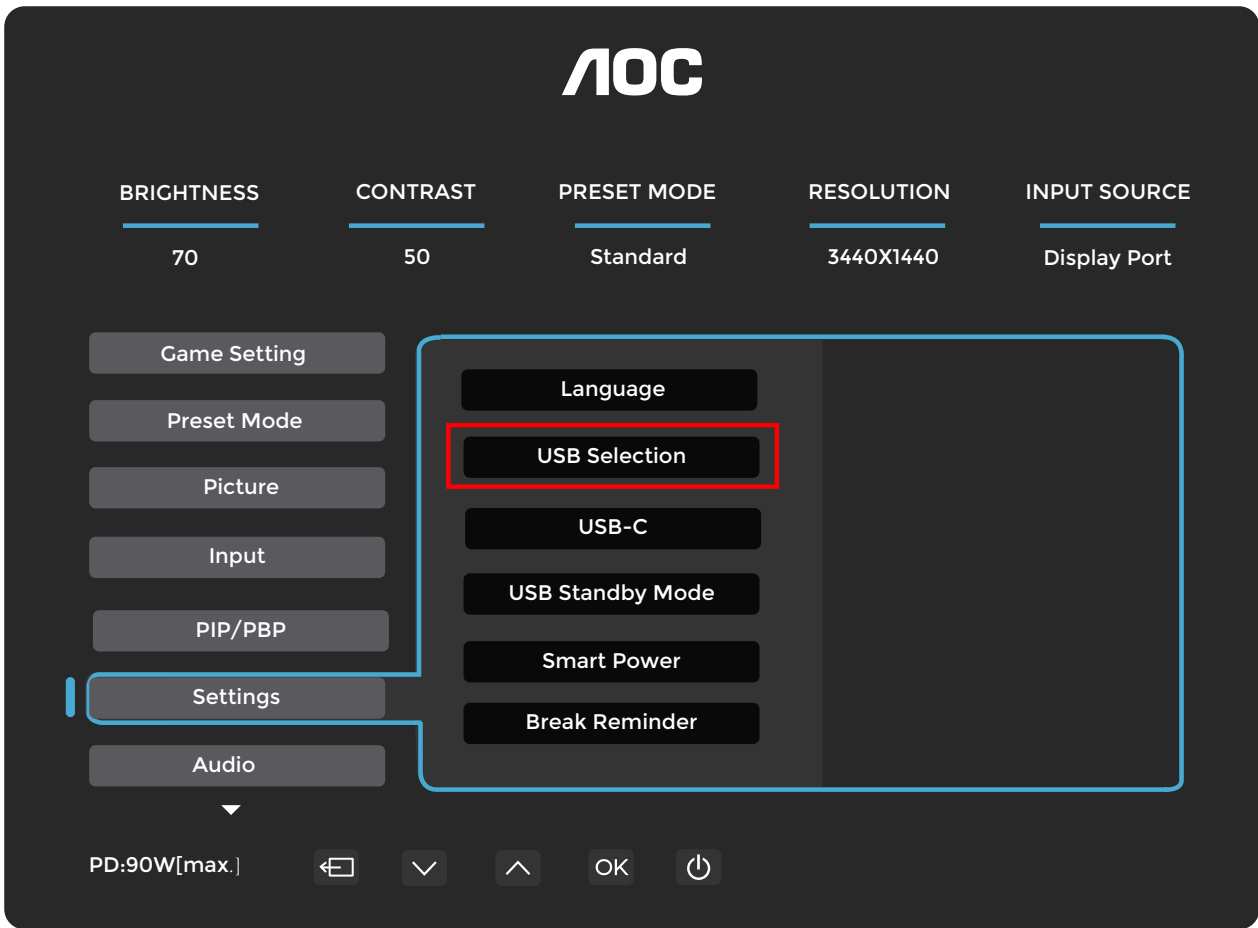 AOC
BRIGHTNESS CONTRAST PRESET MODE RESOLUTION INPUT SOURCE
70 50 Standard 3440X1440 Display Port
Game Setting
Preset Mode
Picture
Input
PIP/PBP
Settings
Audio
Language
USB Selection
USB-C
USB Standby Mode
Smart Power
Break Reminder
PD:90W[max.] OK